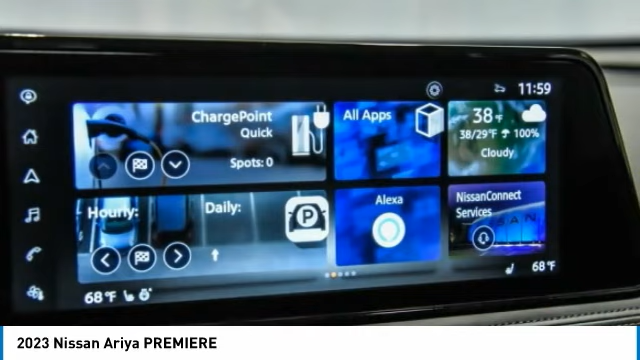 11:59
ChargePoint
Quick
Spots: 0
All Apps
38°F
38/29°F 100%
Cloudy
Hourly:
Daily:
P
Alexa
NissanConnect
Services
68°F
68°F
2023 Nissan Ariya PREMIERE